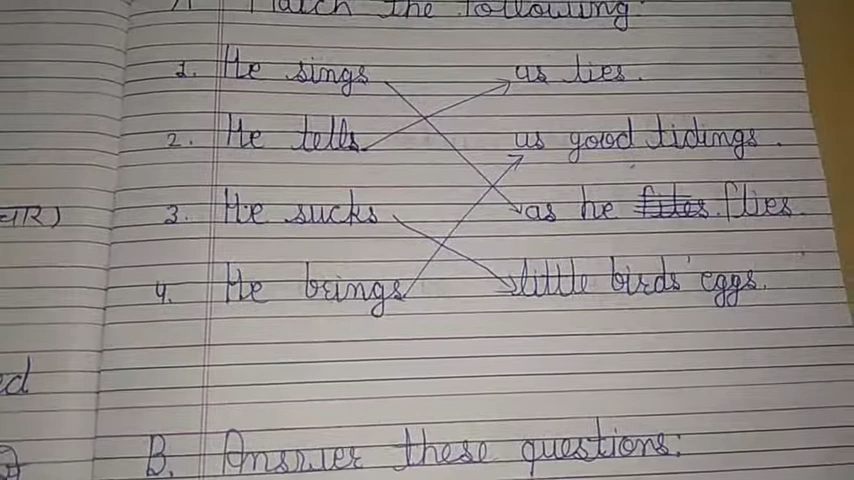 A Match the following
1. He sings us lies.
2. He tells us good tidings.
3. He sucks as he flies.
4. He brings little birds' eggs.
चार)
ed
B. Answer these questions: